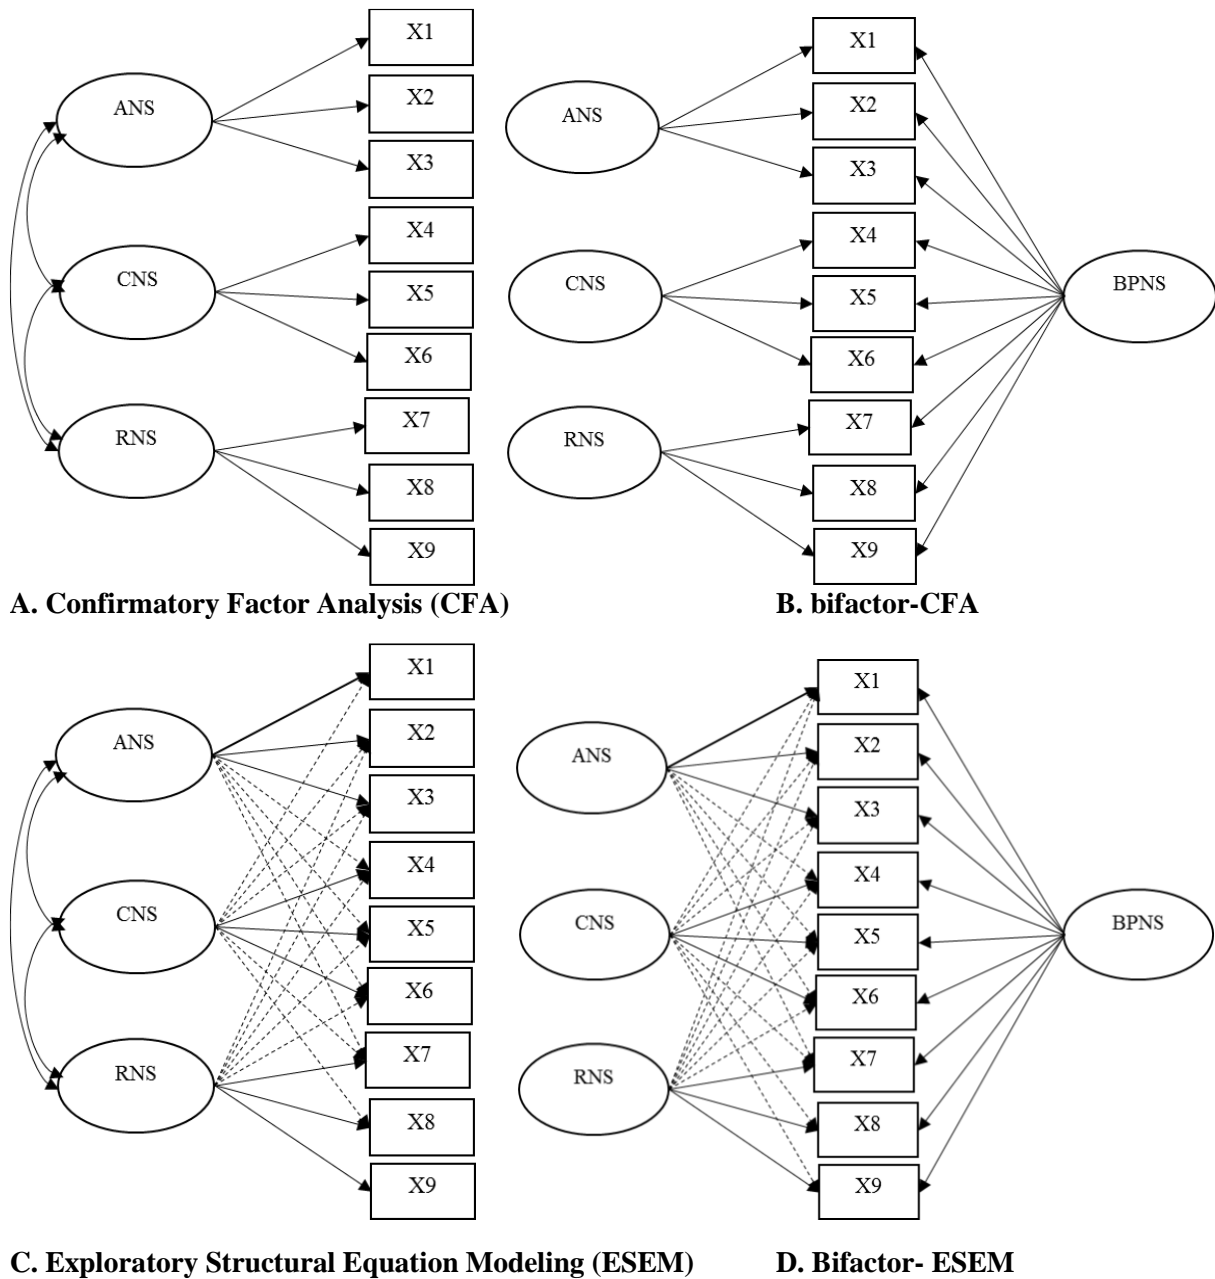 X1
ANS
X2
X3
X4
CNS
X5
X6
X7
RNS
X8
X9
A. Confirmatory Factor Analysis (CFA)
X1
ANS
X2
X3
X4
CNS
X5
BPNS
X6
X7
RNS
X8
X9
B. bifactor-CFA
X1
ANS
X2
X3
X4
CNS
X5
X6
X7
RNS
X8
X9
C. Exploratory Structural Equation Modeling (ESEM)
X1
ANS
X2
X3
X4
CNS
X5
BPNS
X6
X7
RNS
X8
X9
D. Bifactor- ESEM